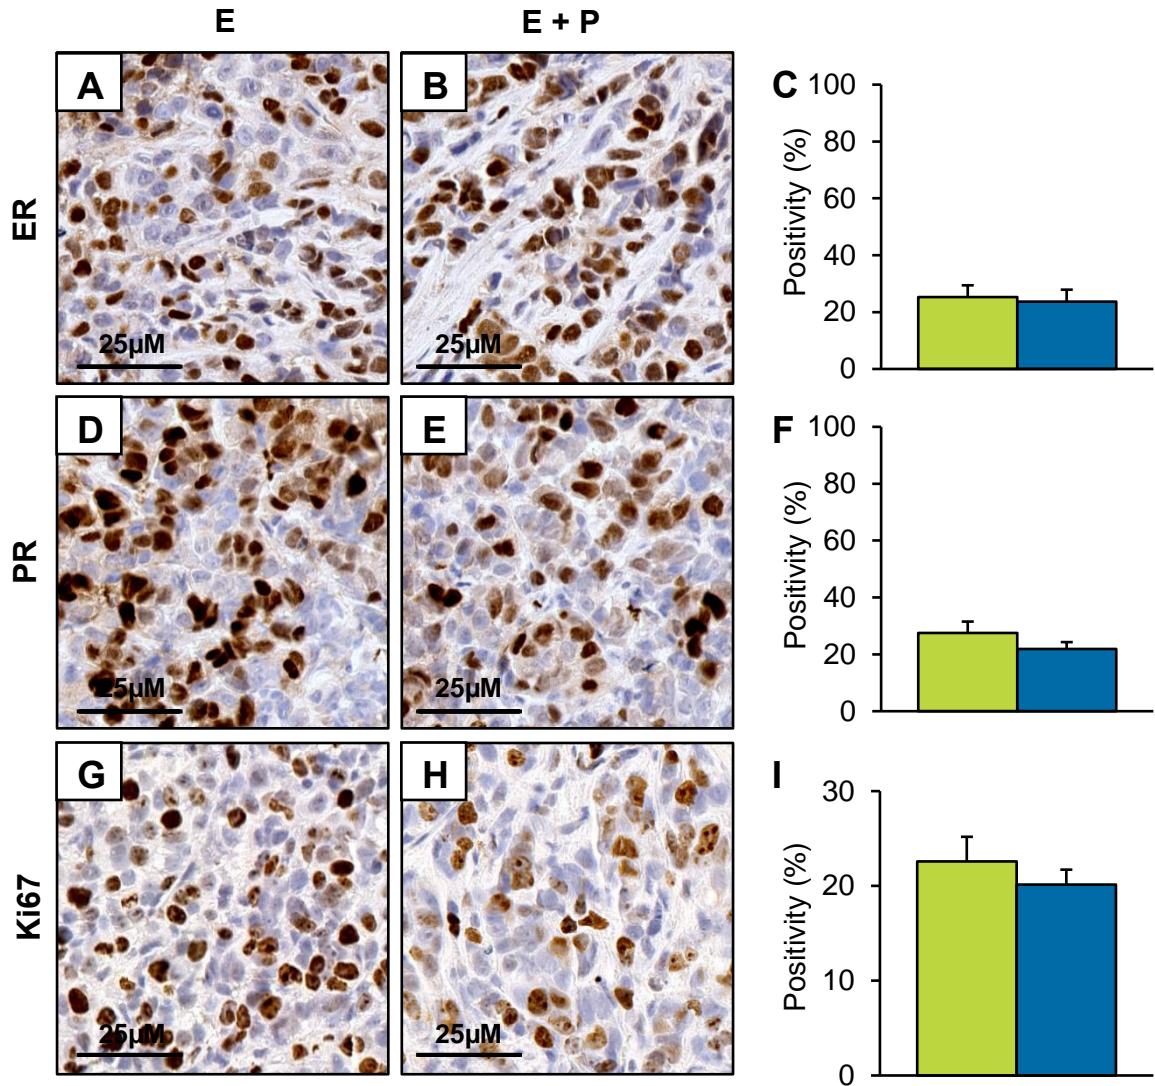 E
E + P
ER
A
25µM
B
25µM
C
Positivity (%)
100
80
60
40
20
0
PR
D
25µM
E
25µM
F
Positivity (%)
100
80
60
40
20
0
Ki67
G
25µM
H
25µM
I
Positivity (%)
30
20
10
0